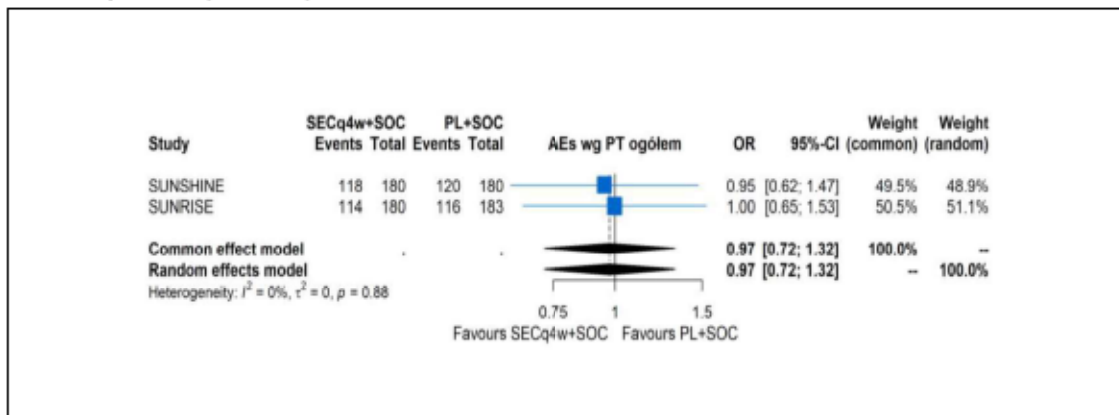 SECq4w+SOC PL+SOC Weight Weight
Study Events Total Events Total AEs wg PT ogółem OR 95%-CI (common) (random)
SUNSHINE 118 180 120 180 0.95 [0.62; 1.47] 49.5% 48.9%
SUNRISE 114 180 116 183 1.00 [0.65; 1.53] 50.5% 51.1%
Common effect model . . 0.97 [0.72; 1.32] 100.0% --
Random effects model 0.97 [0.72; 1.32] -- 100.0%
Heterogeneity: I² = 0%, τ² = 0, p = 0.88
0.75 1 1.5
Favours SECq4w+SOC Favours PL+SOC